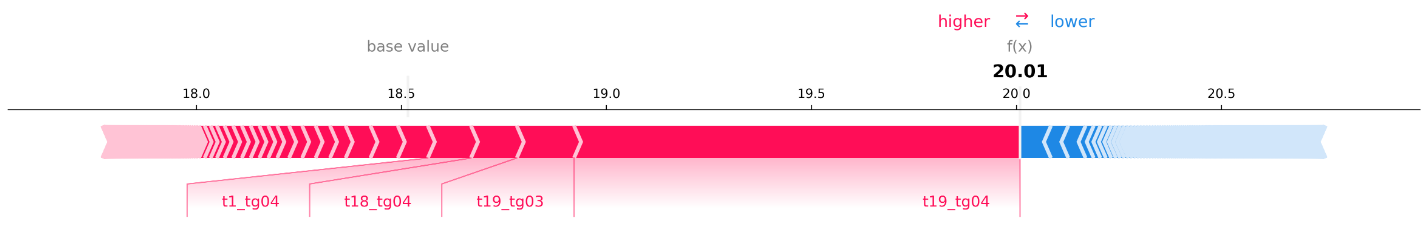 higher ⇄ lower
base value f(x)
20.01
18.0 18.5 19.0 19.5 20 0 20.5
t1_tg04 t18_tg04 t19_tg03 t19_tg04